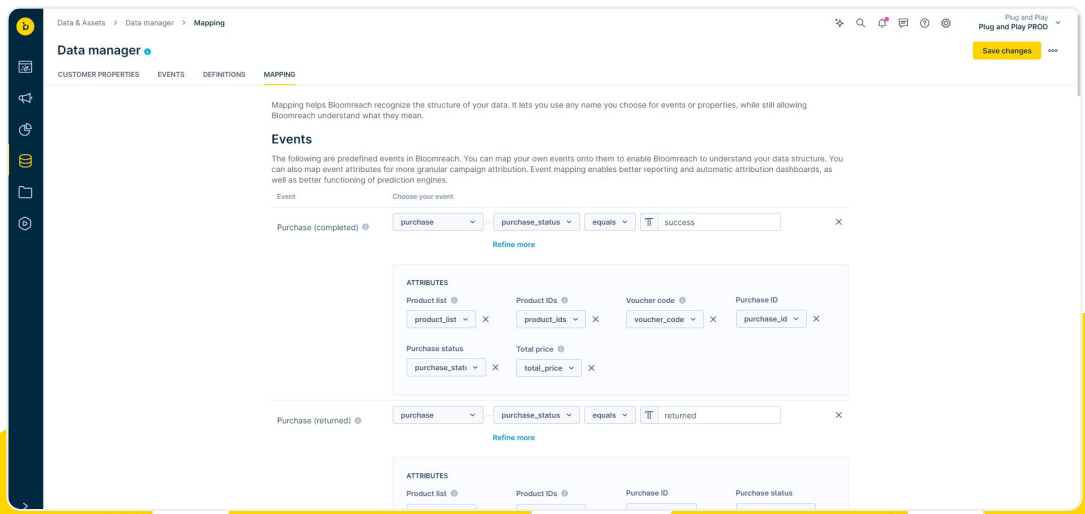 b
Data & Assets > Data manager > Mapping
Plug and Play
Plug and Play PROD
Data manager
Save changes
CUSTOMER PROPERTIES EVENTS DEFINITIONS MAPPING
Mapping helps Bloomreach recognize the structure of your data. It lets you use any name you choose for events or properties, while still allowing
Bloomreach understand what they mean.
Events
The following are predefined events in Bloomreach. You can map your own events onto them to enable Bloomreach to understand your data structure. You
can also map event attributes for more granular campaign attribution. Event mapping enables better reporting and automatic attribution dashboards, as
well as better functioning of prediction engines.
Event Choose your event
Purchase (completed) purchase purchase_status equals success
Refine more
ATTRIBUTES
Product list Product IDs Voucher code Purchase ID
product_list product_ids voucher_code purchase_id
Purchase status Total price
purchase_statu total_price
Purchase (returned) purchase purchase_status equals returned
Refine more
ATTRIBUTES
Product list Product IDs Purchase ID Purchase status